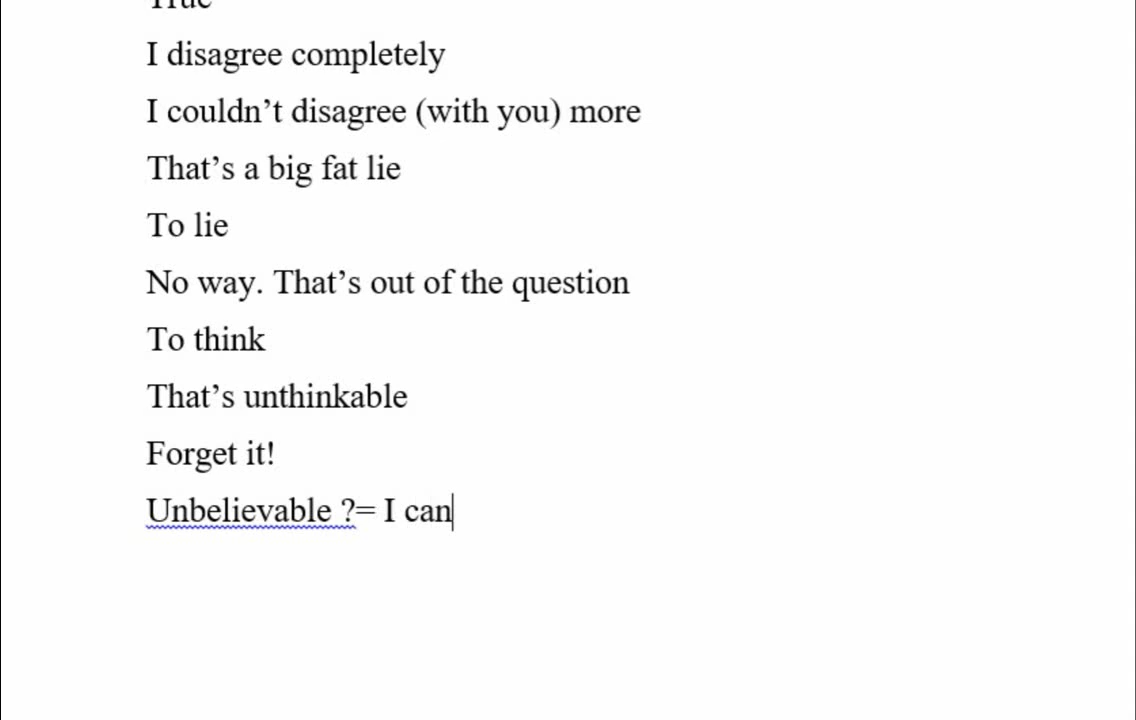 True
I disagree completely
I couldn’t disagree (with you) more
That’s a big fat lie
To lie
No way. That’s out of the question
To think
That’s unthinkable
Forget it!
Unbelievable ?= I can